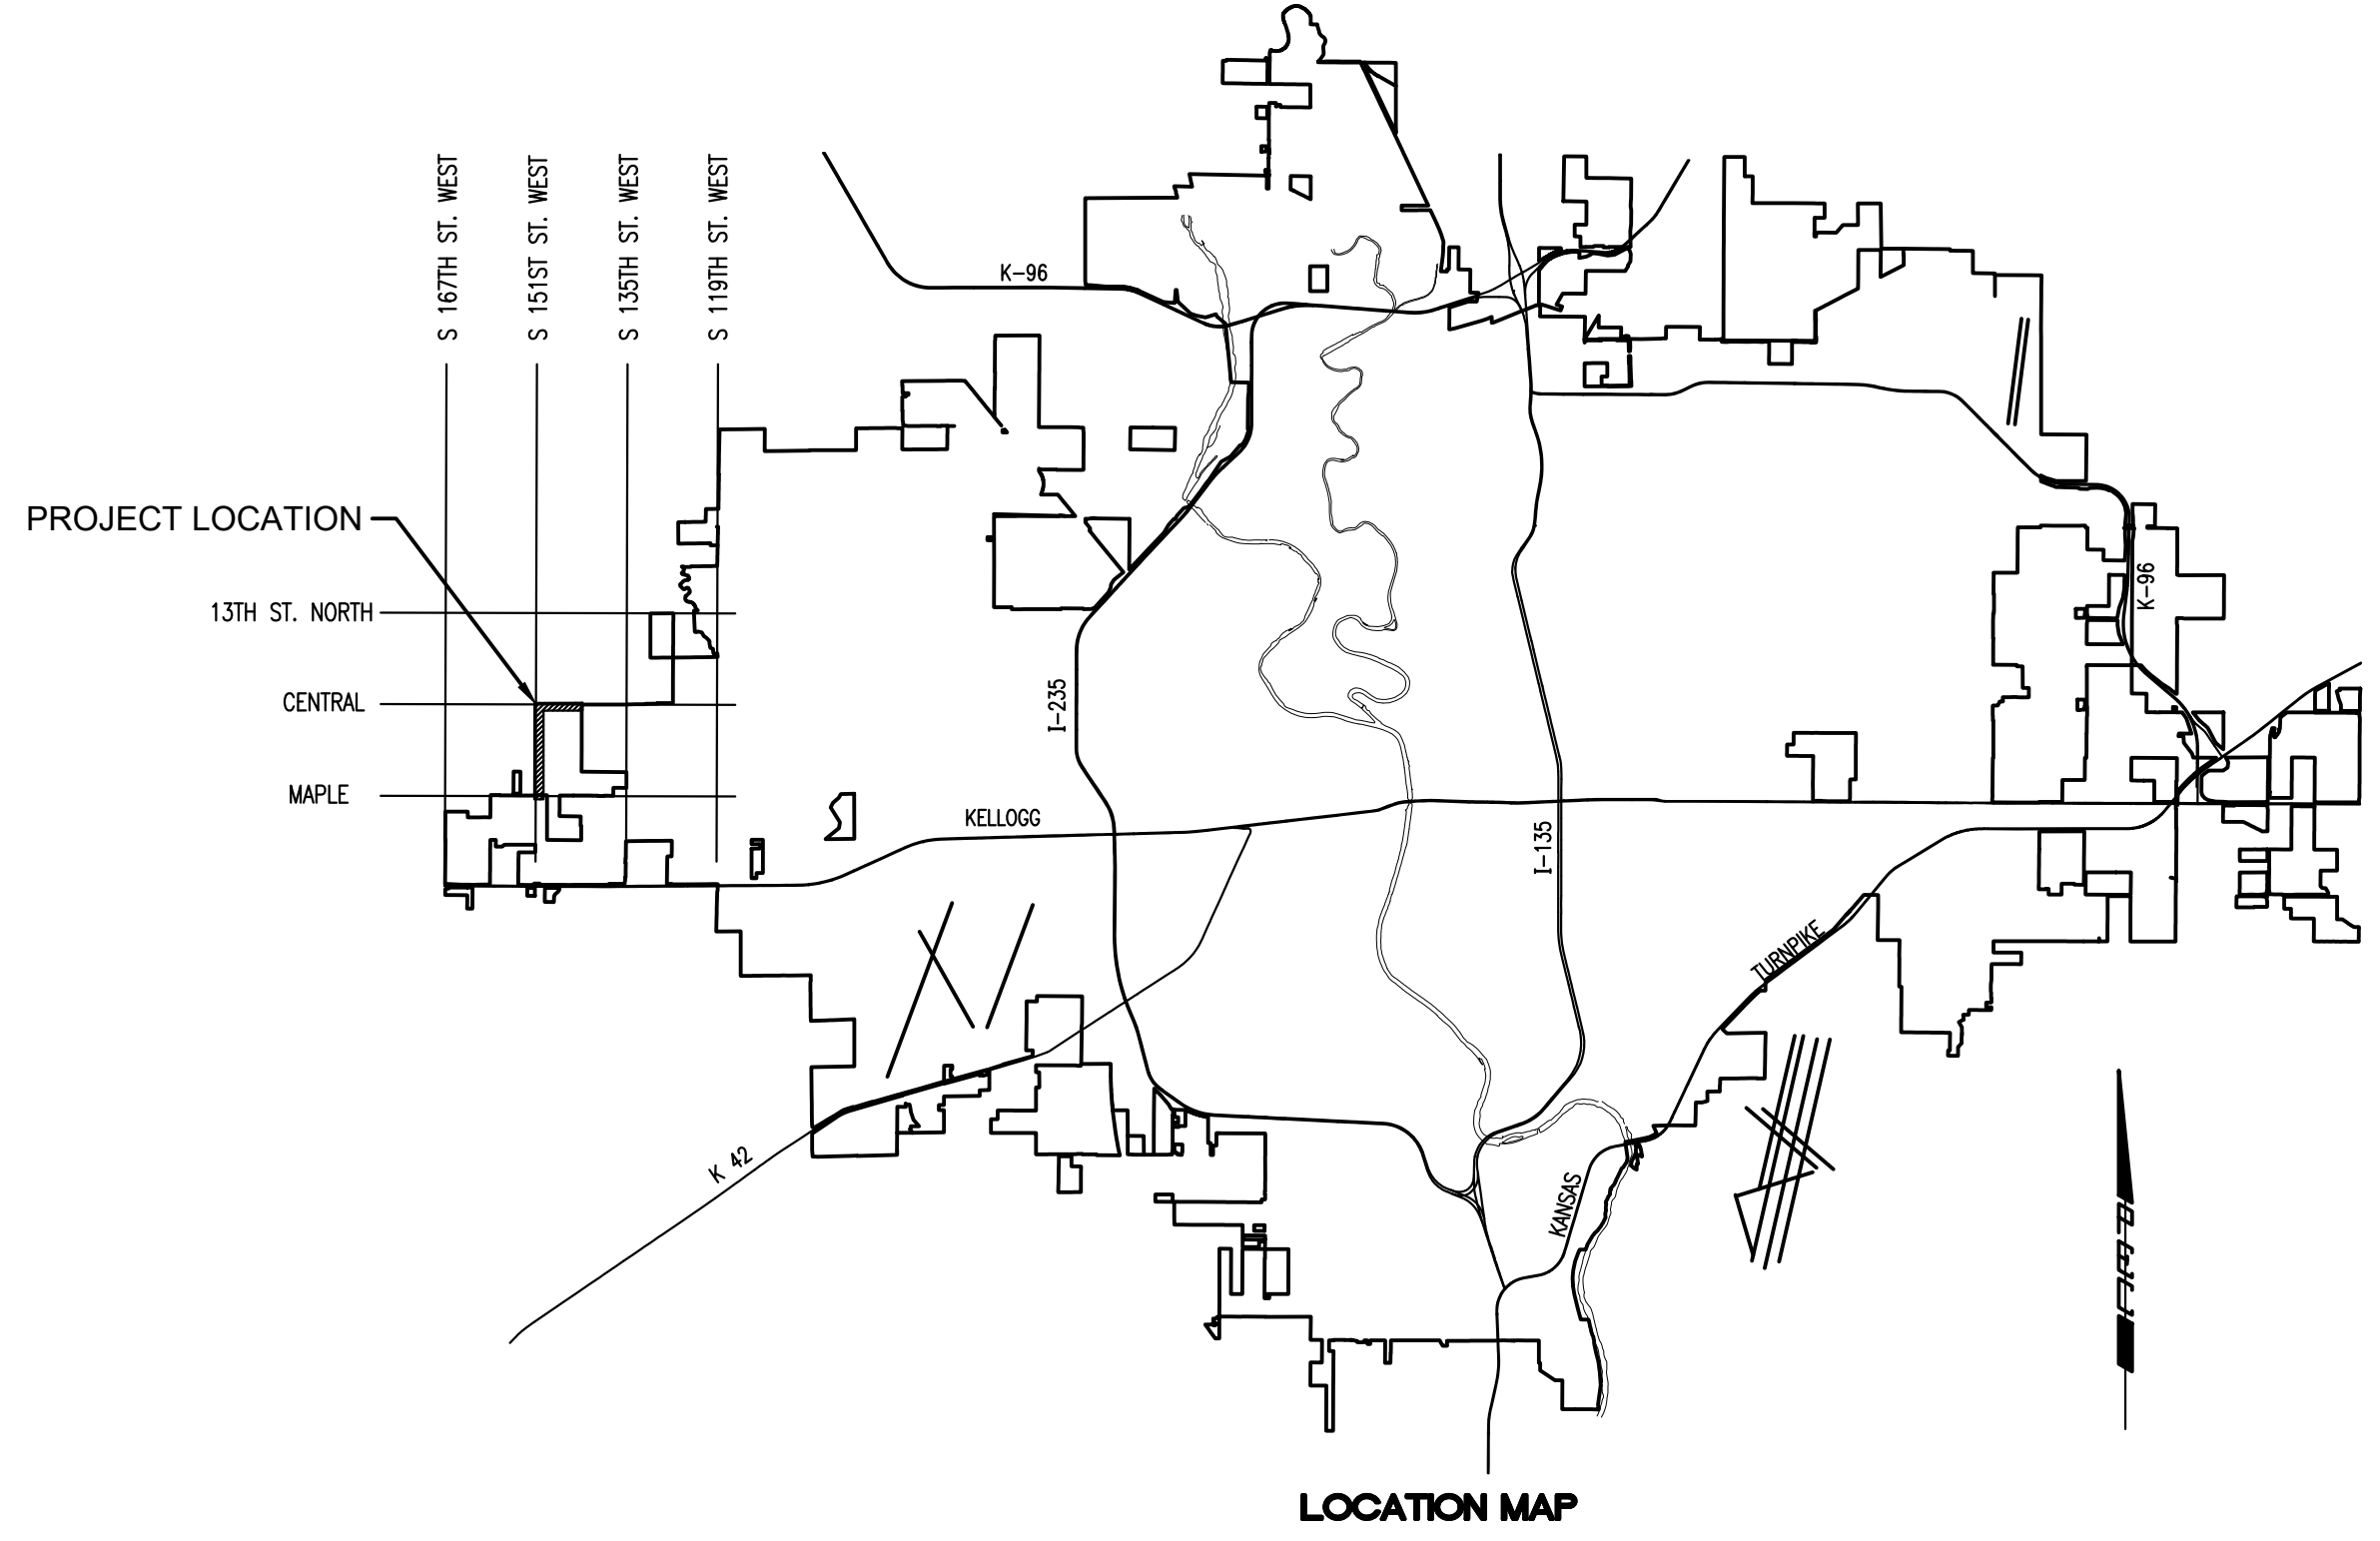 S 167TH ST. WEST
S 151ST ST. WEST
S 135TH ST. WEST
S 119TH ST. WEST
K-96
PROJECT LOCATION
13TH ST. NORTH
K-96
CENTRAL
I-235
MAPLE
KELLOGG
I-135
TURNPIKE
K 42
KANSAS
LOCATION MAP